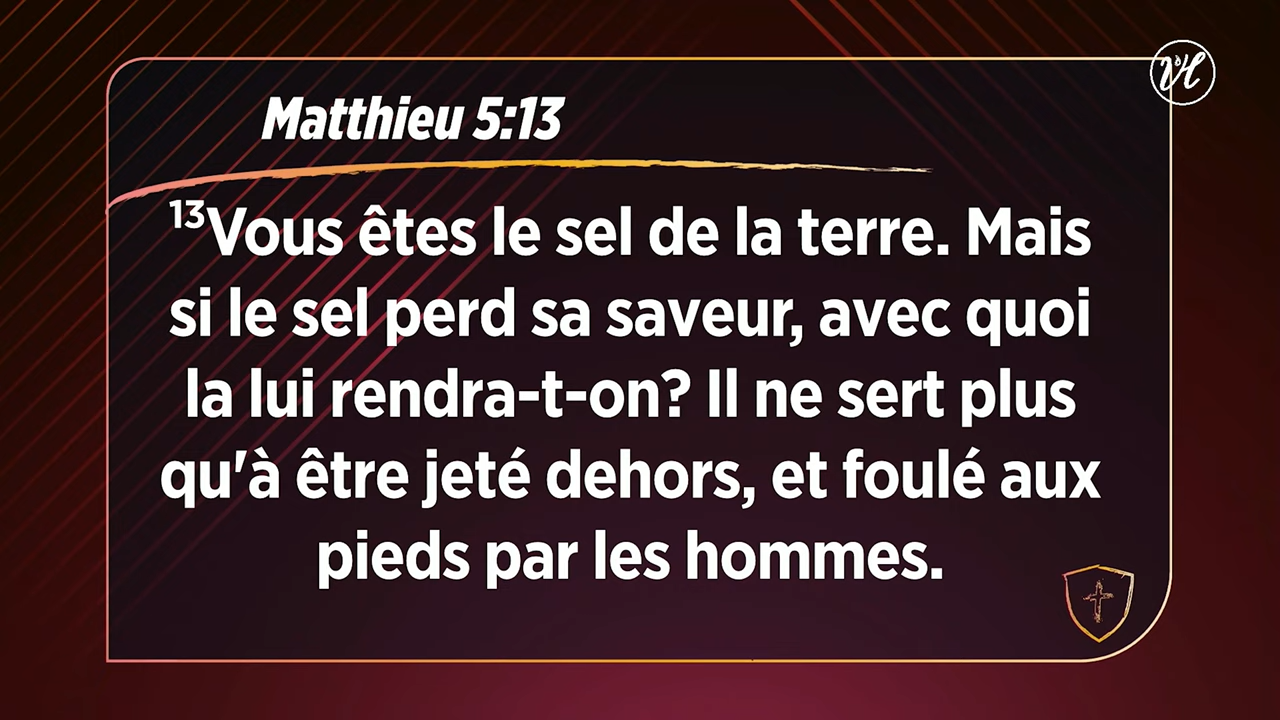 Matthieu 5:13
¹³Vous êtes le sel de la terre. Mais
si le sel perd sa saveur, avec quoi
la lui rendra-t-on? Il ne sert plus
qu'à être jeté dehors, et foulé aux
pieds par les hommes.